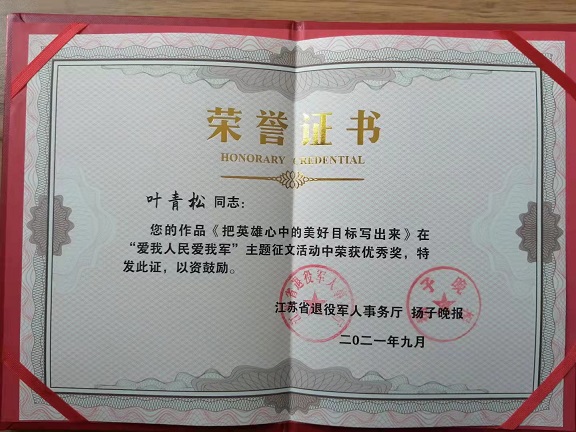 荣誉证书
HONORARY CREDENTIAL
叶青松 同志：
您的作品《把英雄心中的美好目标写出来》在
“爱我人民爱我军”主题征文活动中荣获优秀奖，特
发此证，以资鼓励。
江苏省退役军人事务厅 扬子晚报
二〇二一年九月